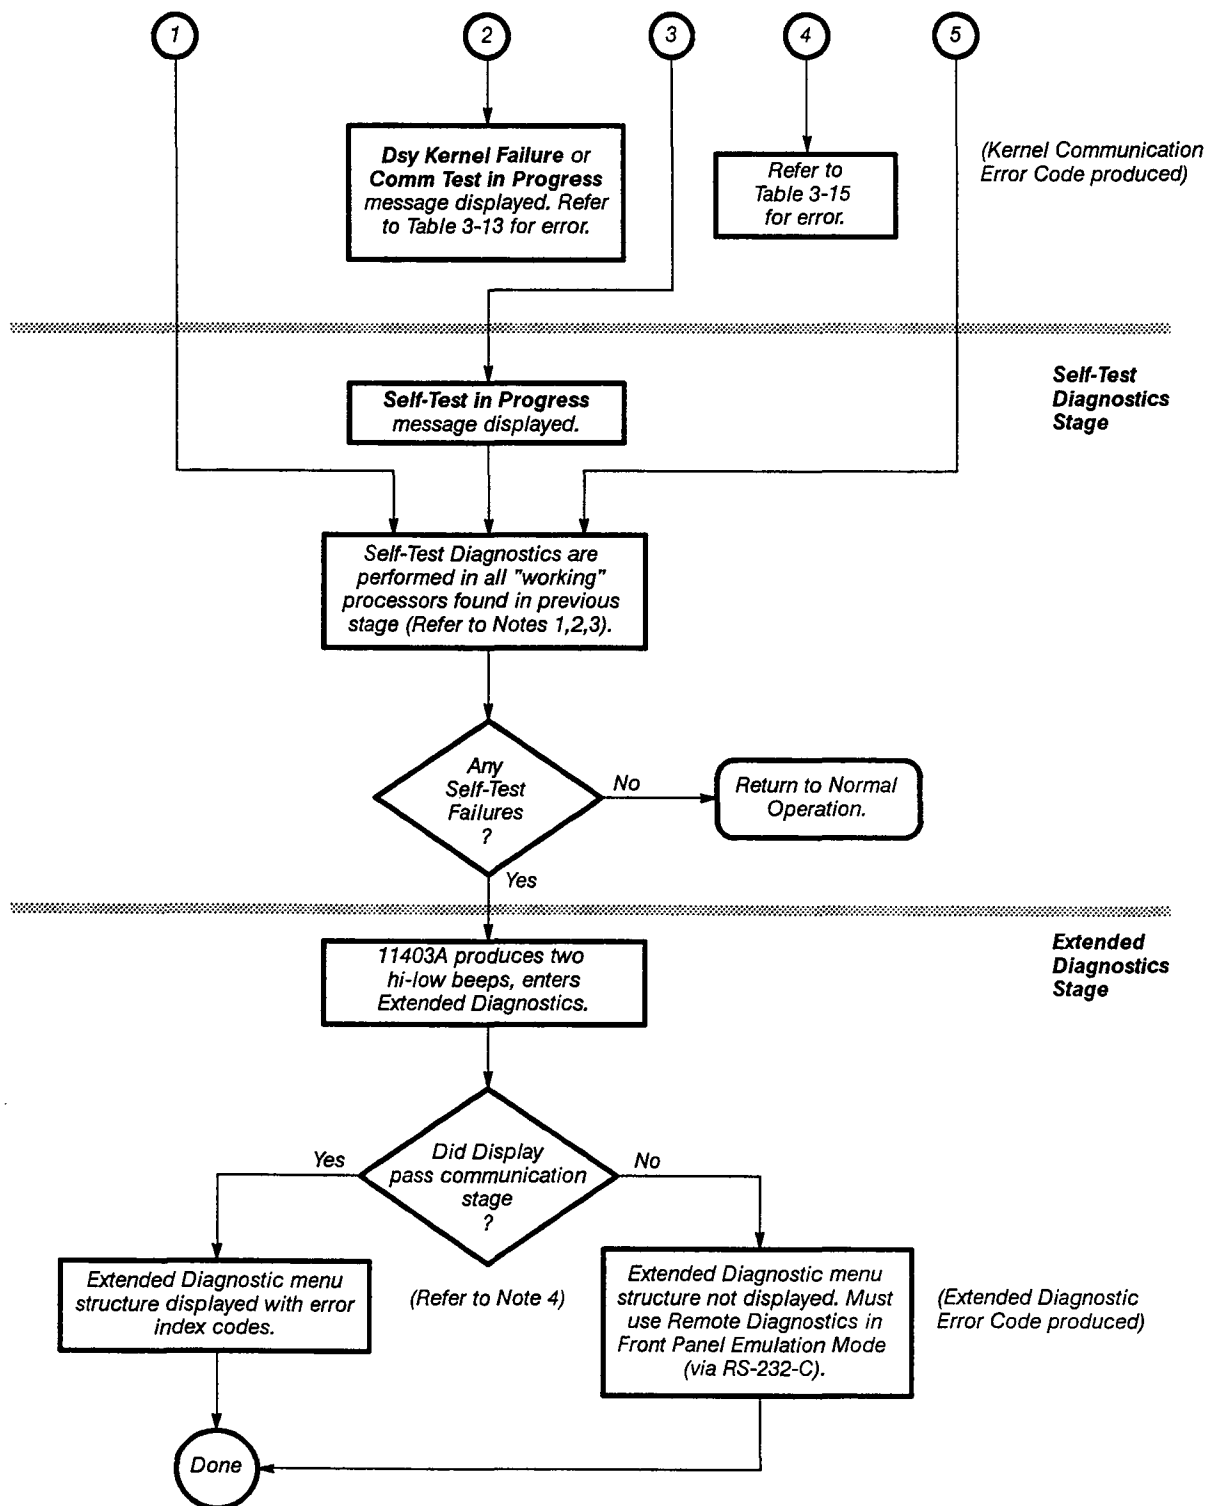 1
2
3
4
5
Dsy Kernel Failure or
Comm Test in Progress
message displayed. Refer
to Table 3-13 for error.
Refer to
Table 3-15
for error.
(Kernel Communication
Error Code produced)
Self-Test
Diagnostics
Stage
Self-Test in Progress
message displayed.
Self-Test Diagnostics are
performed in all "working"
processors found in previous
stage (Refer to Notes 1,2,3).
Any
Self-Test
Failures
?
No
Return to Normal
Operation.
Yes
Extended
Diagnostics
Stage
11403A produces two
hi-low beeps, enters
Extended Diagnostics.
Did Display
pass communication
stage
?
Yes
No
Extended Diagnostic menu
structure displayed with error
index codes.
(Refer to Note 4)
Extended Diagnostic menu
structure not displayed. Must
use Remote Diagnostics in
Front Panel Emulation Mode
(via RS-232-C).
(Extended Diagnostic
Error Code produced)
Done